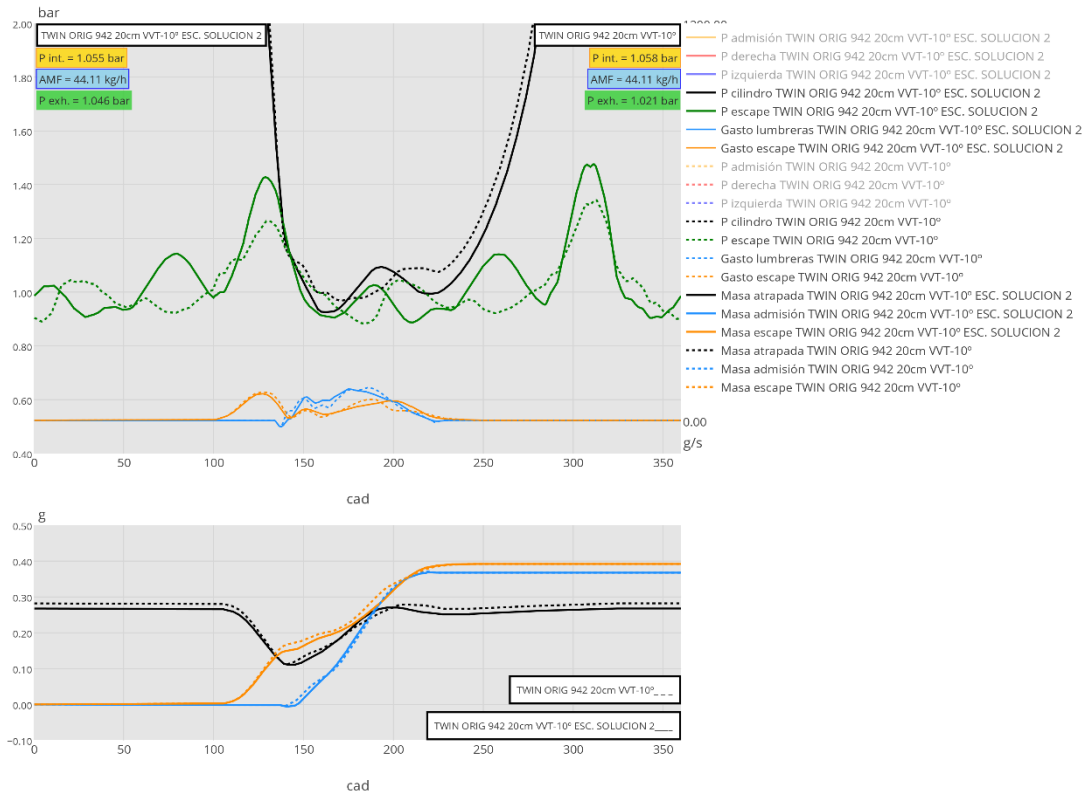 bar
1200.00
2.00
TWIN ORIG 942 20cm VVT-10º ESC. SOLUCION 2
TWIN ORIG 942 20cm VVT-10º
P int. = 1.055 bar
AMF = 44.11 kg/h
P exh. = 1.046 bar
P int. = 1.058 bar
AMF = 44.11 kg/h
P exh. = 1.021 bar
1.80
1.60
1.40
1.20
1.00
0.80
0.60
0.40
0.00
g/s
0 50 100 150 200 250 300 350
cad
P admisión TWIN ORIG 942 20cm VVT-10º ESC. SOLUCION 2
P derecha TWIN ORIG 942 20cm VVT-10º ESC. SOLUCION 2
P izquierda TWIN ORIG 942 20cm VVT-10º ESC. SOLUCION 2
P cilindro TWIN ORIG 942 20cm VVT-10º ESC. SOLUCION 2
P escape TWIN ORIG 942 20cm VVT-10º ESC. SOLUCION 2
Gasto lumbreras TWIN ORIG 942 20cm VVT-10º ESC. SOLUCION 2
Gasto escape TWIN ORIG 942 20cm VVT-10º ESC. SOLUCION 2
P admisión TWIN ORIG 942 20cm VVT-10º
P derecha TWIN ORIG 942 20cm VVT-10º
P izquierda TWIN ORIG 942 20cm VVT-10º
P cilindro TWIN ORIG 942 20cm VVT-10º
P escape TWIN ORIG 942 20cm VVT-10º
Gasto lumbreras TWIN ORIG 942 20cm VVT-10º
Gasto escape TWIN ORIG 942 20cm VVT-10º
Masa atrapada TWIN ORIG 942 20cm VVT-10º ESC. SOLUCION 2
Masa admisión TWIN ORIG 942 20cm VVT-10º ESC. SOLUCION 2
Masa escape TWIN ORIG 942 20cm VVT-10º ESC. SOLUCION 2
Masa atrapada TWIN ORIG 942 20cm VVT-10º
Masa admisión TWIN ORIG 942 20cm VVT-10º
Masa escape TWIN ORIG 942 20cm VVT-10º
g
0.50
0.40
0.30
0.20
0.10
0.00
−0.10
TWIN ORIG 942 20cm VVT-10º_ _ _
TWIN ORIG 942 20cm VVT-10º ESC. SOLUCION 2___
0 50 100 150 200 250 300 350
cad